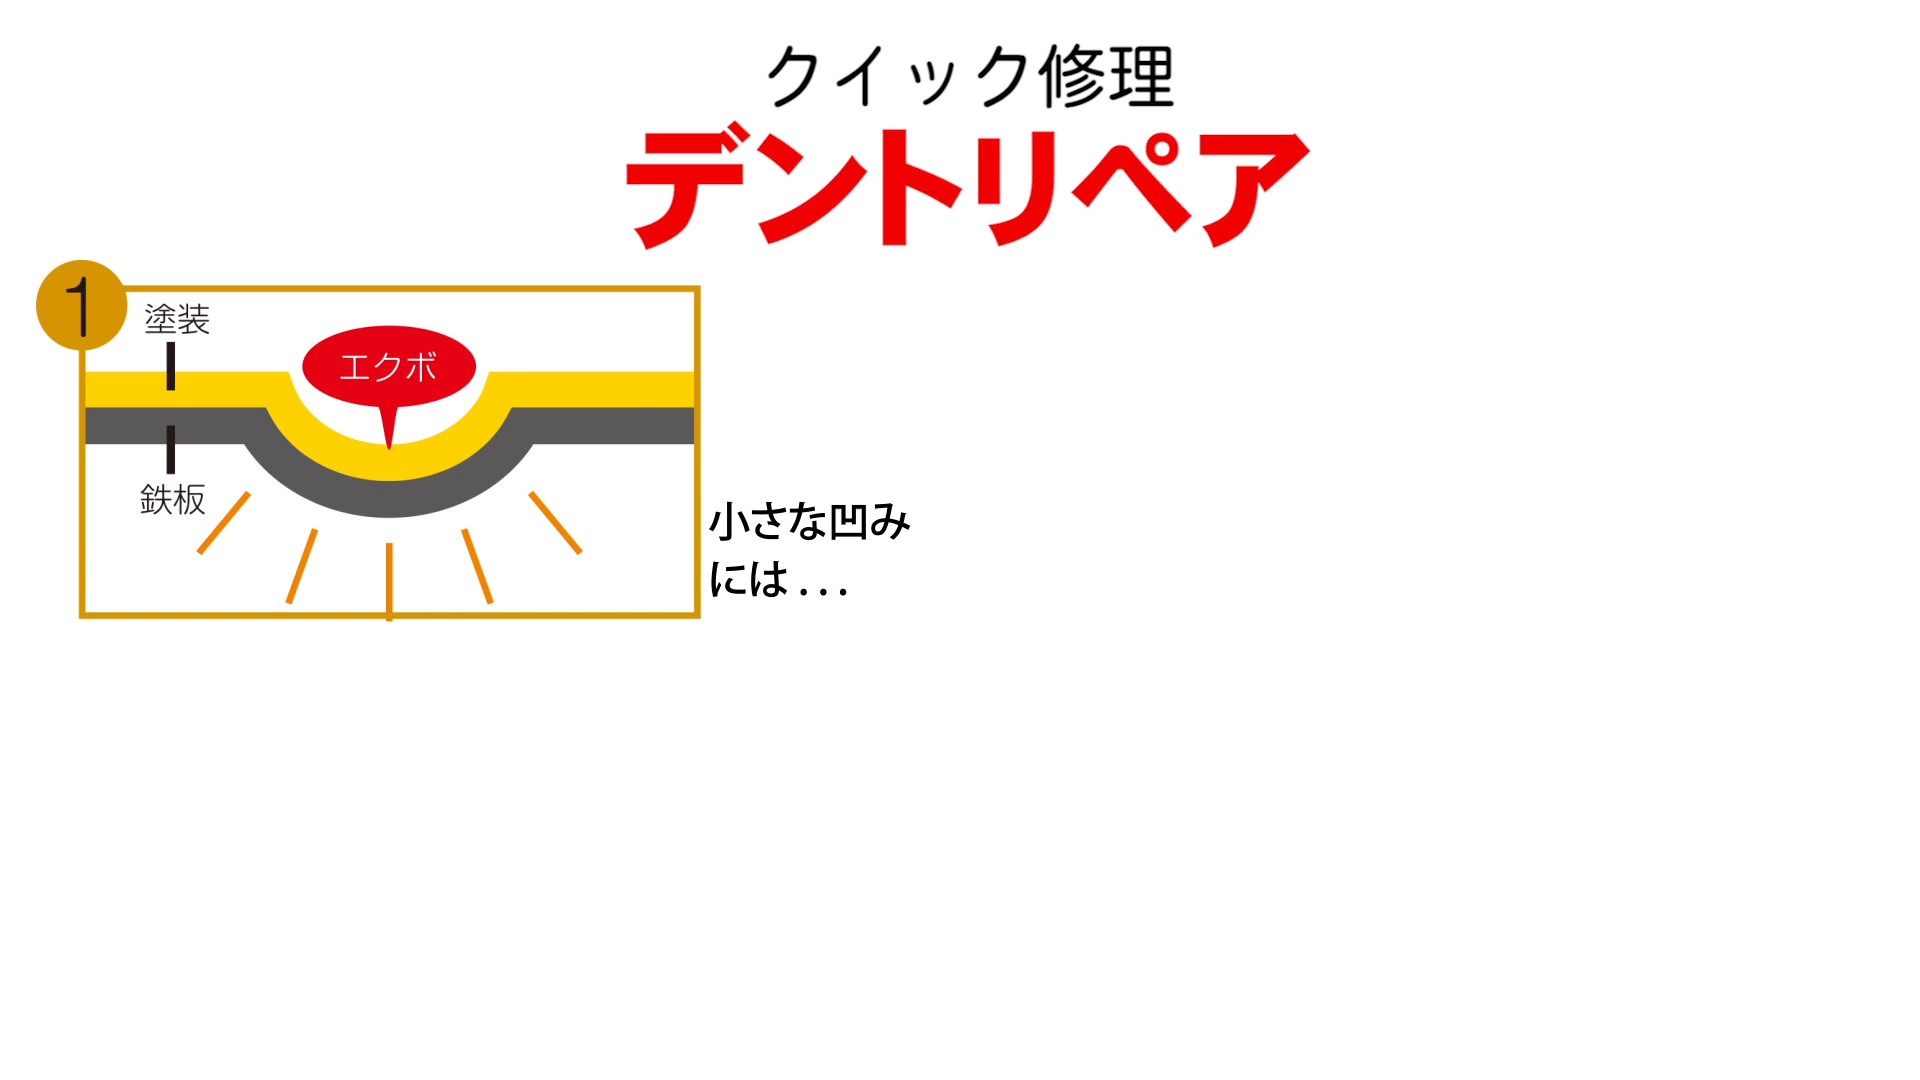 クイック修理
デントリペア
1
塗装
エクボ
鉄板
小さな凹み
には . . .